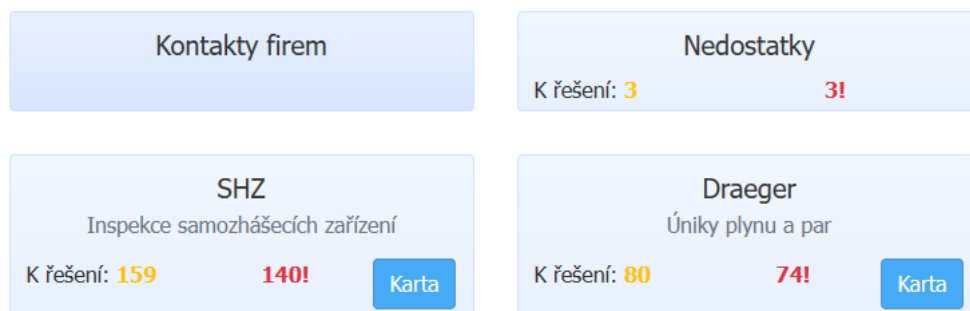 Kontakty firem
Nedostatky
K řešení: 3 3!
SHZ
Inspekce samozhášecích zařízení
K řešení: 159 140! Karta
Draeger
Úniky plynu a par
K řešení: 80 74! Karta